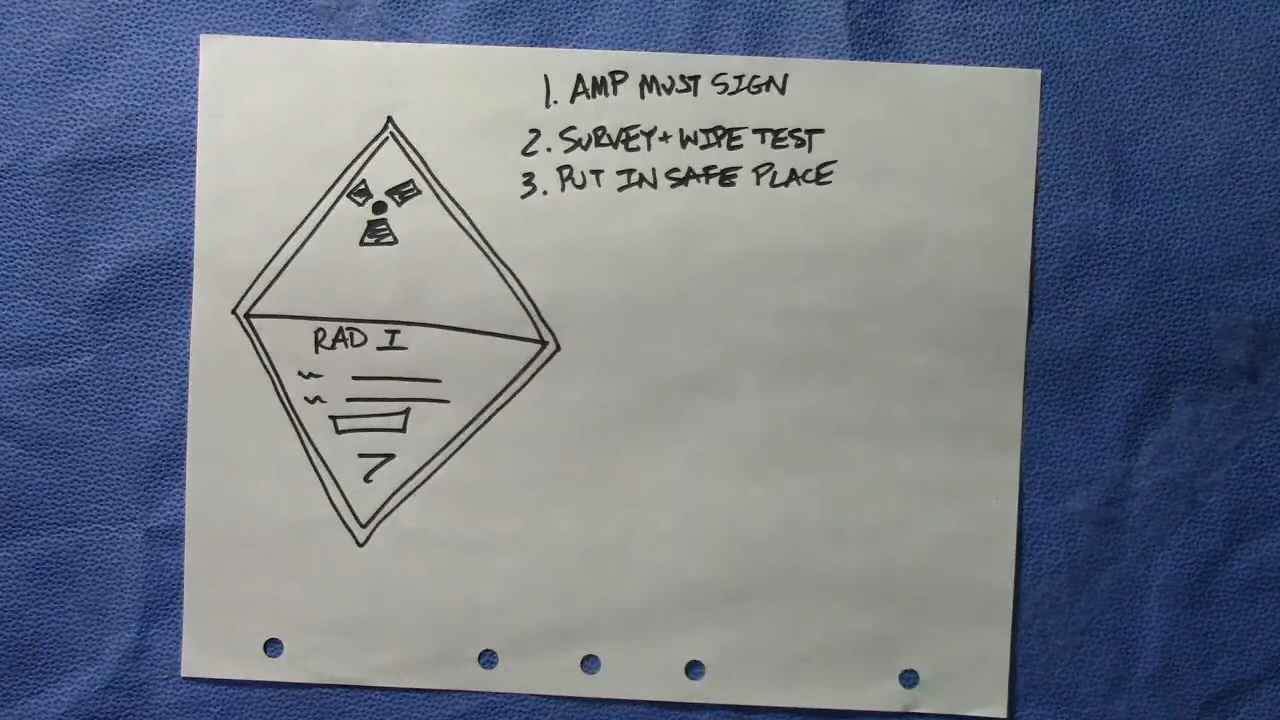 1. AMP MUST SIGN
2. SURVEY + WIPE TEST
3. PUT IN SAFE PLACE
RAD I
7